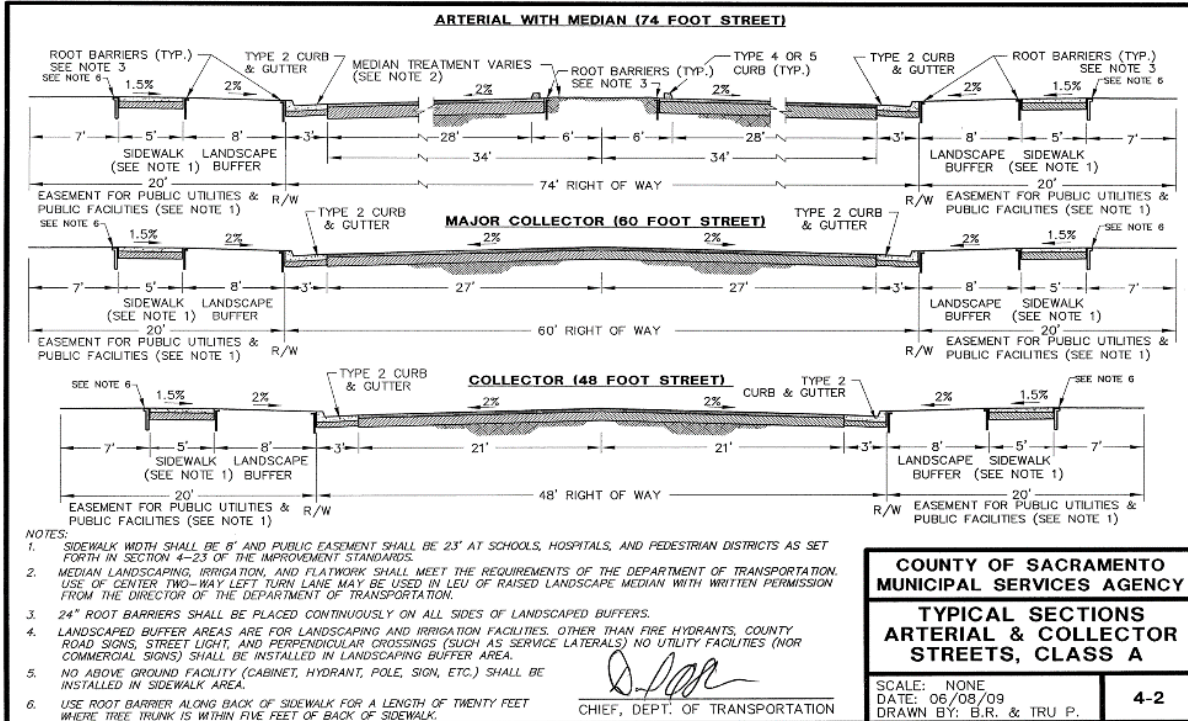 ARTERIAL WITH MEDIAN (74 FOOT STREET)
ROOT BARRIERS (TYP.)
SEE NOTE 3
SEE NOTE 6
TYPE 2 CURB
& GUTTER
MEDIAN TREATMENT VARIES
(SEE NOTE 2)
ROOT BARRIERS (TYP.)
SEE NOTE 3
TYPE 4 OR 5
CURB (TYP.)
TYPE 2 CURB
& GUTTER
ROOT BARRIERS (TYP.)
SEE NOTE 3
SEE NOTE 6
1.5% 2% 2% 2% 2% 1.5%
7' 5' 8' 3' 28' 6' 6' 28' 3' 8' 5' 7'
34' 34'
SIDEWALK
(SEE NOTE 1)
LANDSCAPE
BUFFER
LANDSCAPE
BUFFER
SIDEWALK
(SEE NOTE 1)
20' 74' RIGHT OF WAY 20'
EASEMENT FOR PUBLIC UTILITIES &
PUBLIC FACILITIES (SEE NOTE 1)
R/W
R/W
EASEMENT FOR PUBLIC UTILITIES &
PUBLIC FACILITIES (SEE NOTE 1)
MAJOR COLLECTOR (60 FOOT STREET)
SEE NOTE 6
TYPE 2 CURB
& GUTTER
TYPE 2 CURB
& GUTTER
SEE NOTE 6
1.5% 2% 2% 2% 2% 1.5%
7' 5' 8' 3' 27' 27' 3' 8' 5' 7'
SIDEWALK
(SEE NOTE 1)
LANDSCAPE
BUFFER
LANDSCAPE
BUFFER
SIDEWALK
(SEE NOTE 1)
20' 60' RIGHT OF WAY 20'
EASEMENT FOR PUBLIC UTILITIES &
PUBLIC FACILITIES (SEE NOTE 1)
R/W
R/W
EASEMENT FOR PUBLIC UTILITIES &
PUBLIC FACILITIES (SEE NOTE 1)
COLLECTOR (48 FOOT STREET)
SEE NOTE 6
TYPE 2 CURB
& GUTTER
TYPE 2
CURB & GUTTER
SEE NOTE 6
1.5% 2% 2% 2% 2% 1.5%
7' 5' 8' 3' 21' 21' 3' 8' 5' 7'
SIDEWALK
(SEE NOTE 1)
LANDSCAPE
BUFFER
LANDSCAPE
BUFFER
SIDEWALK
(SEE NOTE 1)
20' 48' RIGHT OF WAY 20'
EASEMENT FOR PUBLIC UTILITIES &
PUBLIC FACILITIES (SEE NOTE 1)
R/W
R/W
EASEMENT FOR PUBLIC UTILITIES &
PUBLIC FACILITIES (SEE NOTE 1)
NOTES:
1. SIDEWALK WIDTH SHALL BE 8' AND PUBLIC EASEMENT SHALL BE 23' AT SCHOOLS, HOSPITALS, AND PEDESTRIAN DISTRICTS AS SET
FORTH IN SECTION 4-23 OF THE IMPROVEMENT STANDARDS.
2. MEDIAN LANDSCAPING, IRRIGATION, AND FLATWORK SHALL MEET THE REQUIREMENTS OF THE DEPARTMENT OF TRANSPORTATION.
USE OF CENTER TWO-WAY LEFT TURN LANE MAY BE USED IN LEU OF RAISED LANDSCAPE MEDIAN WITH WRITTEN PERMISSION
FROM THE DIRECTOR OF THE DEPARTMENT OF TRANSPORTATION.
3. 24" ROOT BARRIERS SHALL BE PLACED CONTINUOUSLY ON ALL SIDES OF LANDSCAPED BUFFERS.
4. LANDSCAPED BUFFER AREAS ARE FOR LANDSCAPING AND IRRIGATION FACILITIES. OTHER THAN FIRE HYDRANTS, COUNTY
ROAD SIGNS, STREET LIGHT, AND PERPENDICULAR CROSSINGS (SUCH AS SERVICE LATERALS) NO UTILITY FACILITIES (NOR
COMMERCIAL SIGNS) SHALL BE INSTALLED IN LANDSCAPING BUFFER AREA.
5. NO ABOVE GROUND FACILITY (CABINET, HYDRANT, POLE, SIGN, ETC.) SHALL BE
INSTALLED IN SIDEWALK AREA.
6. USE ROOT BARRIER ALONG BACK OF SIDEWALK FOR A LENGTH OF TWENTY FEET
WHERE TREE TRUNK IS WITHIN FIVE FEET OF BACK OF SIDEWALK.
CHIEF, DEPT. OF TRANSPORTATION
COUNTY OF SACRAMENTO
MUNICIPAL SERVICES AGENCY
TYPICAL SECTIONS
ARTERIAL & COLLECTOR
STREETS, CLASS A
SCALE: NONE
DATE: 06/08/09
DRAWN BY: B.R. & TRU P.
4-2